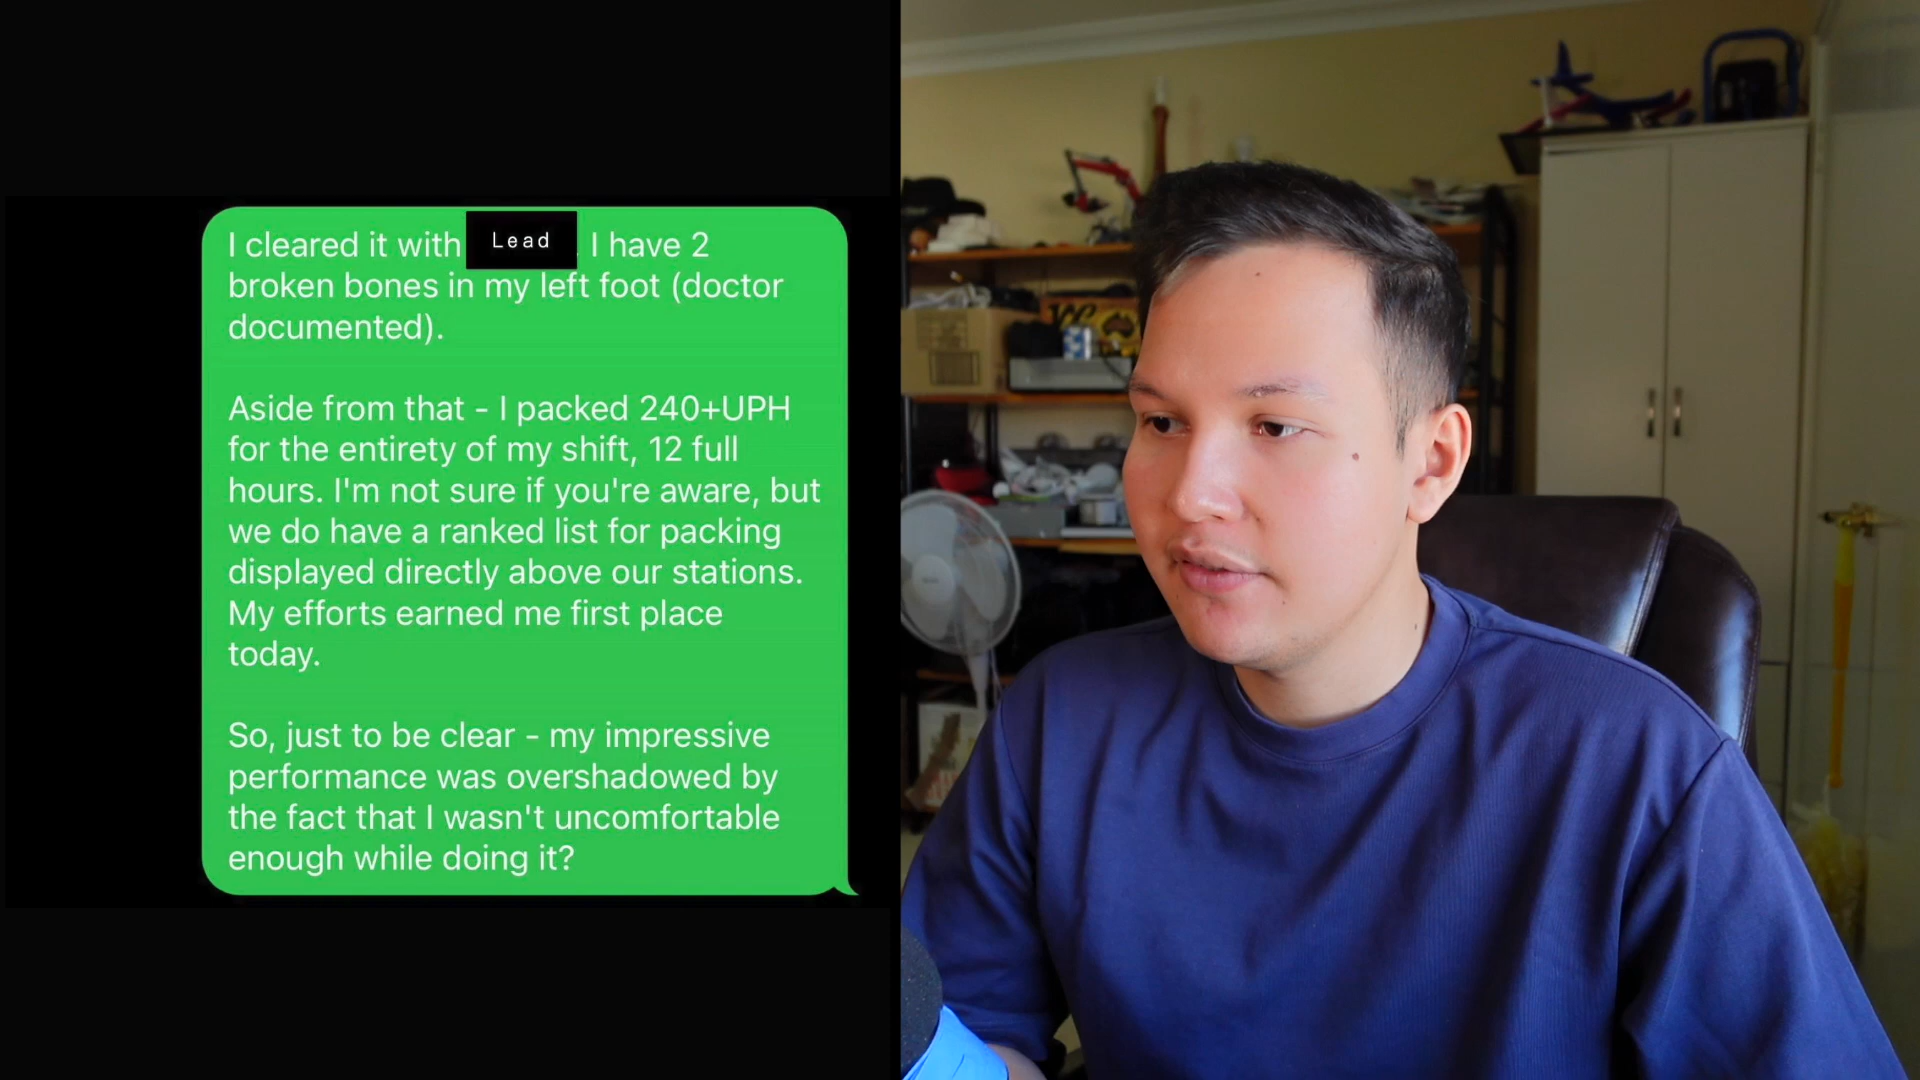 I cleared it with Lead. I have 2
broken bones in my left foot (doctor
documented).
Aside from that - I packed 240+UPH
for the entirety of my shift, 12 full
hours. I'm not sure if you're aware, but
we do have a ranked list for packing
displayed directly above our stations.
My efforts earned me first place
today.
So, just to be clear - my impressive
performance was overshadowed by
the fact that I wasn't uncomfortable
enough while doing it?